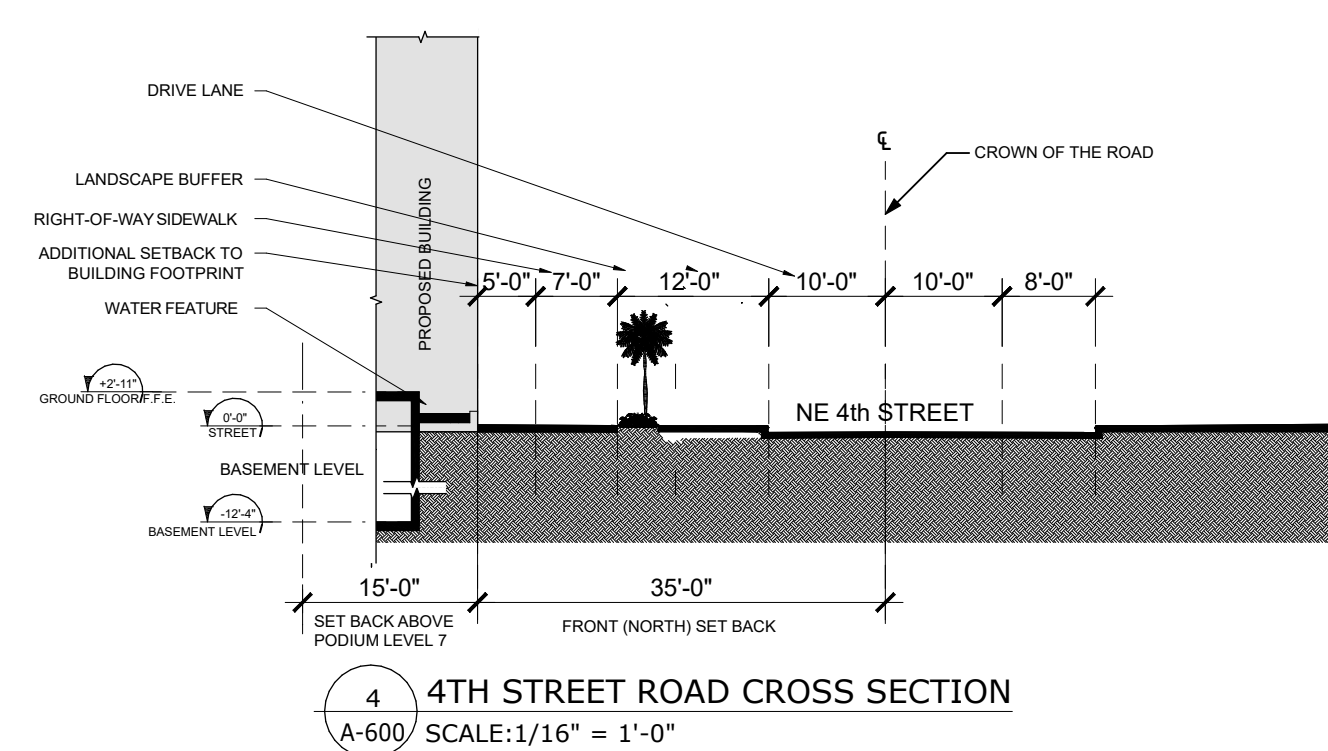 DRIVE LANE
℄
CROWN OF THE ROAD
LANDSCAPE BUFFER
PROPOSED BUILDING
RIGHT-OF-WAY SIDEWALK
ADDITIONAL SETBACK TO
BUILDING FOOTPRINT
5'-0" 7'-0" 12'-0" 10'-0" 10'-0" 8'-0"
WATER FEATURE
+2'-11"
GROUND FLOOR/F.F.E.
0'-0"
STREET
NE 4th STREET
BASEMENT LEVEL
-12'-4"
BASEMENT LEVEL
15'-0" 35'-0"
SET BACK ABOVE
PODIUM LEVEL 7
FRONT (NORTH) SET BACK
4
A-600
4TH STREET ROAD CROSS SECTION
SCALE:1/16" = 1'-0"